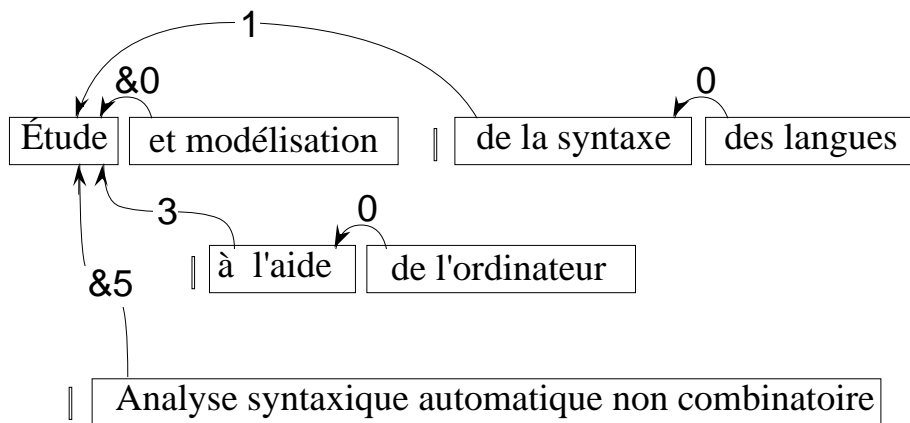 1
&0 0
Étude et modélisation de la syntaxe des langues
3 0
à l'aide de l'ordinateur
&5
Analyse syntaxique automatique non combinatoire